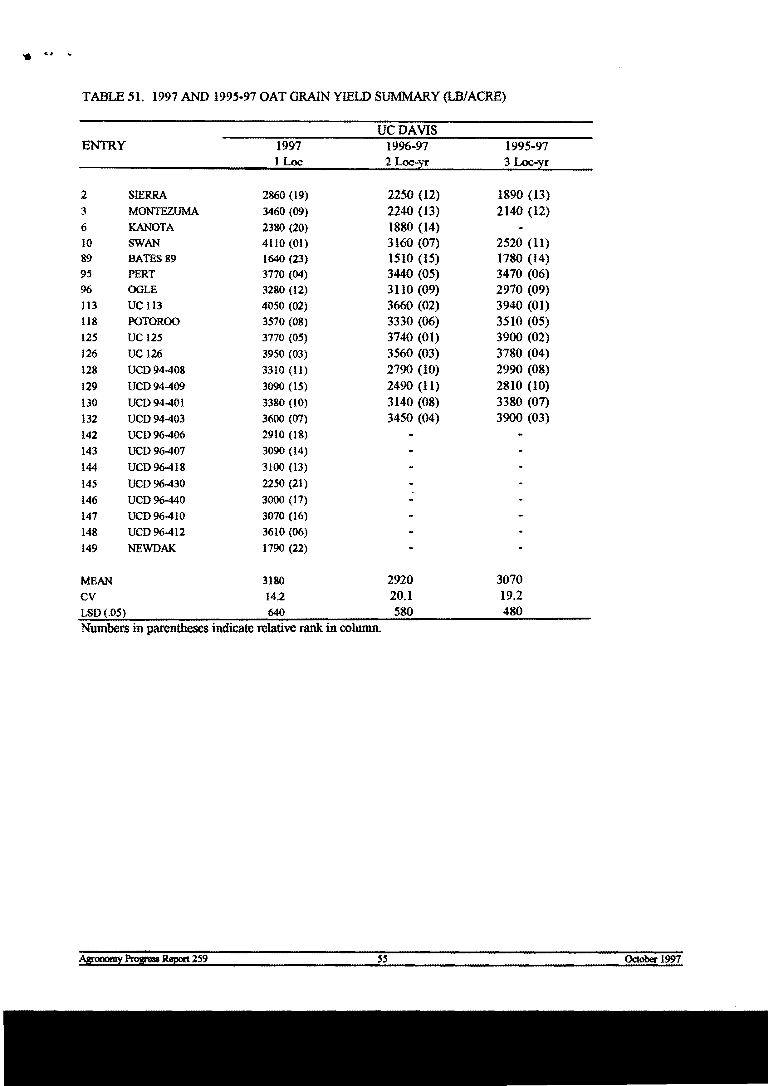 TABLE 51. 1997 AND 1995-97 OAT GRAIN YIELD SUMMARY (LB/ACRE)
UC DAVIS
ENTRY 1997 1996-97 1995-97
1 Loc 2 Loc-yr 3 Loc-yr
2 SIERRA 2860 (19) 2250 (12) 1890 (13)
3 MONTEZUMA 3460 (09) 2240 (13) 2140 (12)
6 KANOTA 2380 (20) 1880 (14) -
10 SWAN 4110 (01) 3160 (07) 2520 (11)
89 BATES 89 1640 (23) 1510 (15) 1780 (14)
95 PERT 3770 (04) 3440 (05) 3470 (06)
96 OGLE 3280 (12) 3110 (09) 2970 (09)
113 UC 113 4050 (02) 3660 (02) 3940 (01)
118 POTOROO 3570 (08) 3330 (06) 3510 (05)
125 UC 125 3770 (05) 3740 (01) 3900 (02)
126 UC 126 3950 (03) 3560 (03) 3780 (04)
128 UCD 94-408 3310 (11) 2790 (10) 2990 (08)
129 UCD 94-409 3090 (15) 2490 (11) 2810 (10)
130 UCD 94-401 3380 (10) 3140 (08) 3380 (07)
132 UCD 94-403 3600 (07) 3450 (04) 3900 (03)
142 UCD 96-406 2910 (18) - -
143 UCD 96-407 3090 (14) - -
144 UCD 96-418 3100 (13) - -
145 UCD 96-430 2250 (21) - -
146 UCD 96-440 3000 (17) - -
147 UCD 96-410 3070 (16) - -
148 UCD 96-412 3610 (06) - -
149 NEWDAK 1790 (22) - -
MEAN 3180 2920 3070
CV 14.2 20.1 19.2
LSD (.05) 640 580 480
Numbers in parentheses indicate relative rank in column.
Agronomy Progress Report 259 55 October 1997